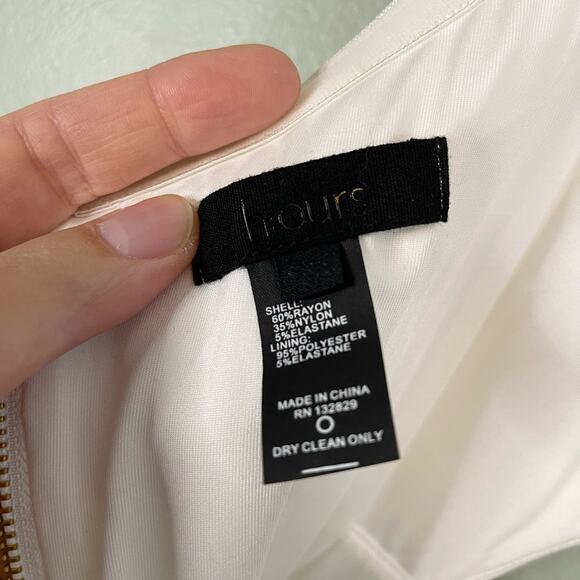 hours
SHELL:
60%RAYON
35%NYLON
5%ELASTANE
LINING:
95%POLYESTER
5%ELASTANE
MADE IN CHINA
RN 132829
DRY CLEAN ONLY